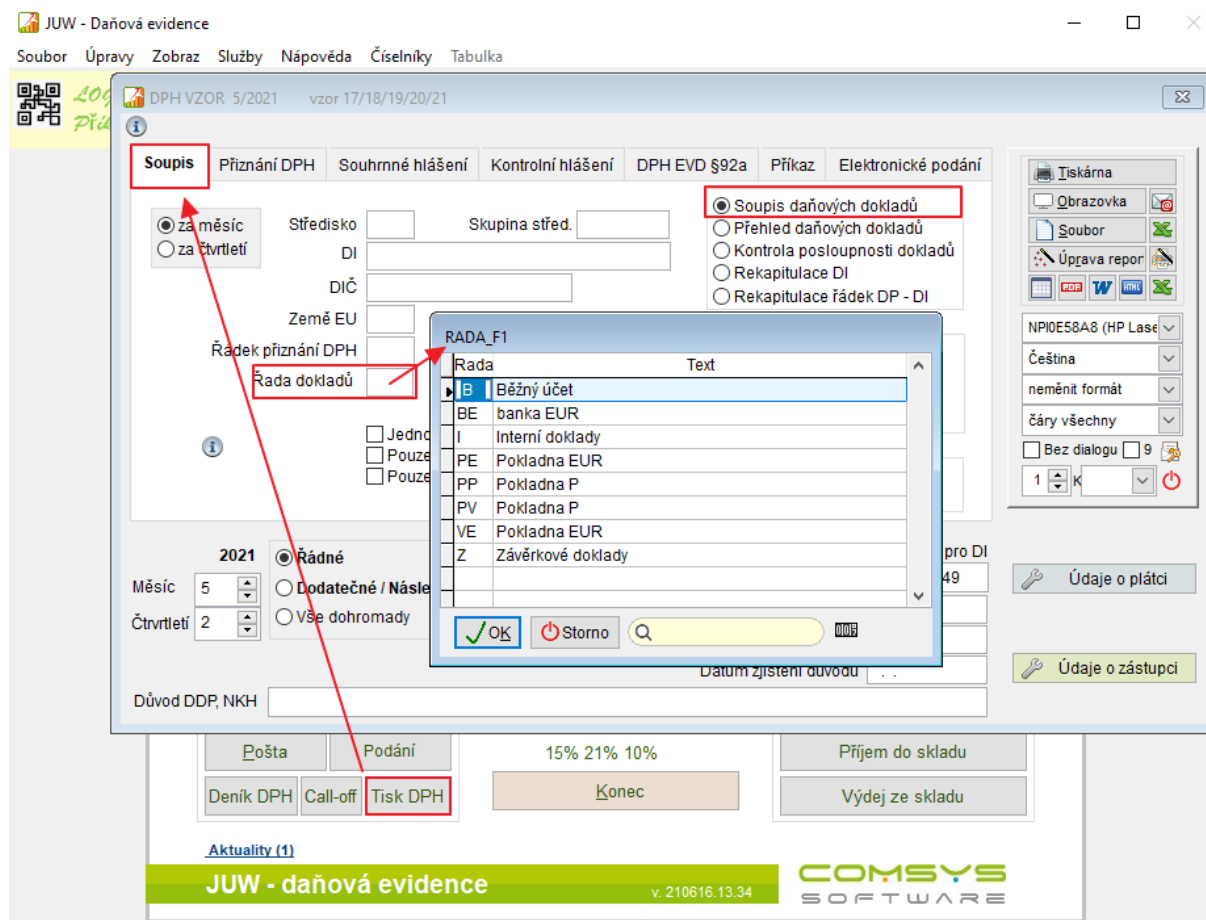 JUW - Daňová evidence
Soubor Úpravy Zobraz Služby Nápověda Číselníky Tabulka
DPH VZOR 5/2021 vzor 17/18/19/20/21
Soupis Přiznání DPH Souhrnné hlášení Kontrolní hlášení DPH EVD §92a Příkaz Elektronické podání
za měsíc
za čtvrtletí
Středisko
Skupina střed.
DI
DIČ
Země EU
Řádek přiznání DPH
Řada dokladů
Soupis daňových dokladů
Přehled daňových dokladů
Kontrola posloupnosti dokladů
Rekapitulace DI
Rekapitulace řádek DP - DI
Tiskárna
Obrazovka
Soubor
Úprava repor
PDF W HTML
NPI0E58A8 (HP Lase
Čeština
neměnit formát
čáry všechny
Bez dialogu 9
1 K
RADA_F1
Rada Text
B Běžný účet
BE banka EUR
I Interní doklady
PE Pokladna EUR
PP Pokladna P
PV Pokladna P
VE Pokladna EUR
Z Závěrkové doklady
OK Storno
Jedno
Pouze
Pouze
2021
Měsíc 5
Čtvrtletí 2
Řádné
Dodatečné / Násle
Vše dohromady
pro DI
49
Údaje o plátci
Datum zjištění důvodu . .
Údaje o zástupci
Důvod DDP, NKH
Pošta Podání 15% 21% 10% Příjem do skladu
Deník DPH Call-off Tisk DPH Konec Výdej ze skladu
Aktuality (1)
JUW - daňová evidence v. 210616.13.34 COMSYS
SOFTWARE